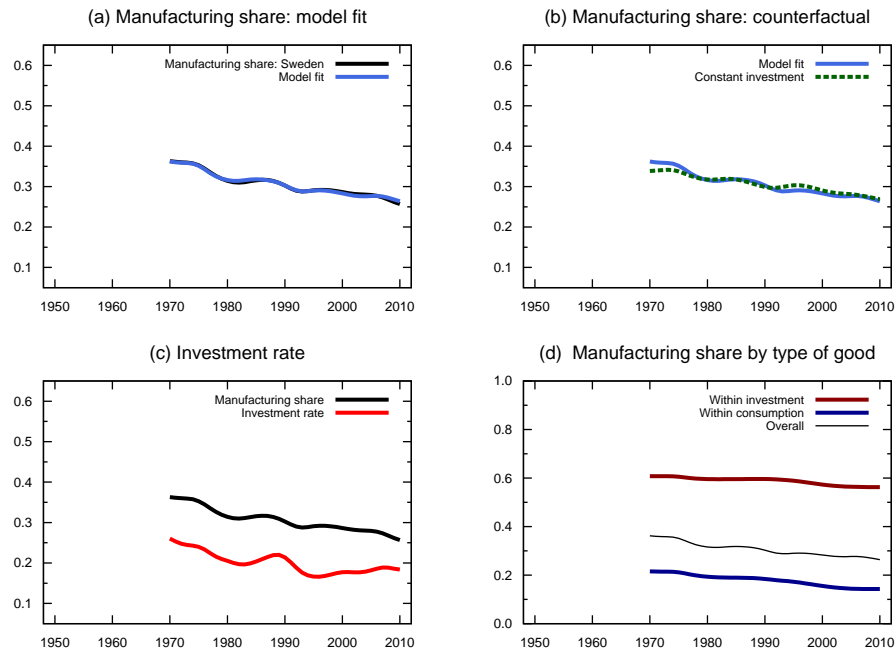 (a) Manufacturing share: model fit
0.6
0.5
0.4
0.3
0.2
0.1
Manufacturing share: Sweden
Model fit
1950 1960 1970 1980 1990 2000 2010
(b) Manufacturing share: counterfactual
0.6
0.5
0.4
0.3
0.2
0.1
Model fit
Constant investment
1950 1960 1970 1980 1990 2000 2010
(c) Investment rate
0.6
0.5
0.4
0.3
0.2
0.1
Manufacturing share
Investment rate
1950 1960 1970 1980 1990 2000 2010
(d) Manufacturing share by type of good
1.0
0.8
0.6
0.4
0.2
0.0
Within investment
Within consumption
Overall
1950 1960 1970 1980 1990 2000 2010